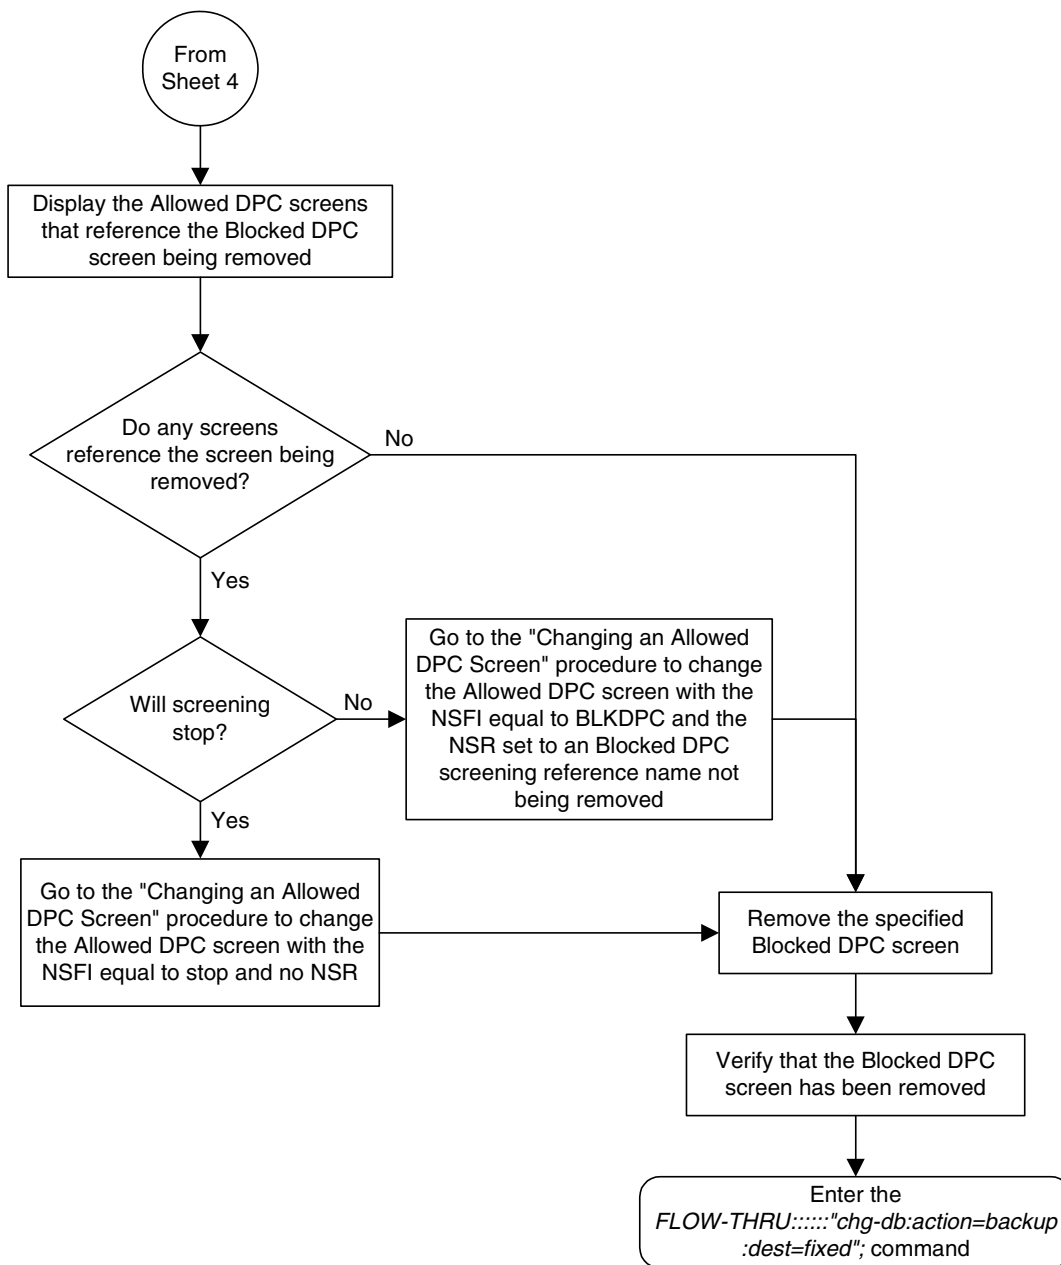 From
Sheet 4
Display the Allowed DPC screens
that reference the Blocked DPC
screen being removed
Do any screens
reference the screen being
removed?
No
Yes
Will screening
stop?
No
Go to the "Changing an Allowed
DPC Screen" procedure to change
the Allowed DPC screen with the
NSFI equal to BLKDPC and the
NSR set to an Blocked DPC
screening reference name not
being removed
Yes
Go to the "Changing an Allowed
DPC Screen" procedure to change
the Allowed DPC screen with the
NSFI equal to stop and no NSR
Remove the specified
Blocked DPC screen
Verify that the Blocked DPC
screen has been removed
Enter the
FLOW-THRU::::::"chg-db:action=backup
:dest=fixed"; command